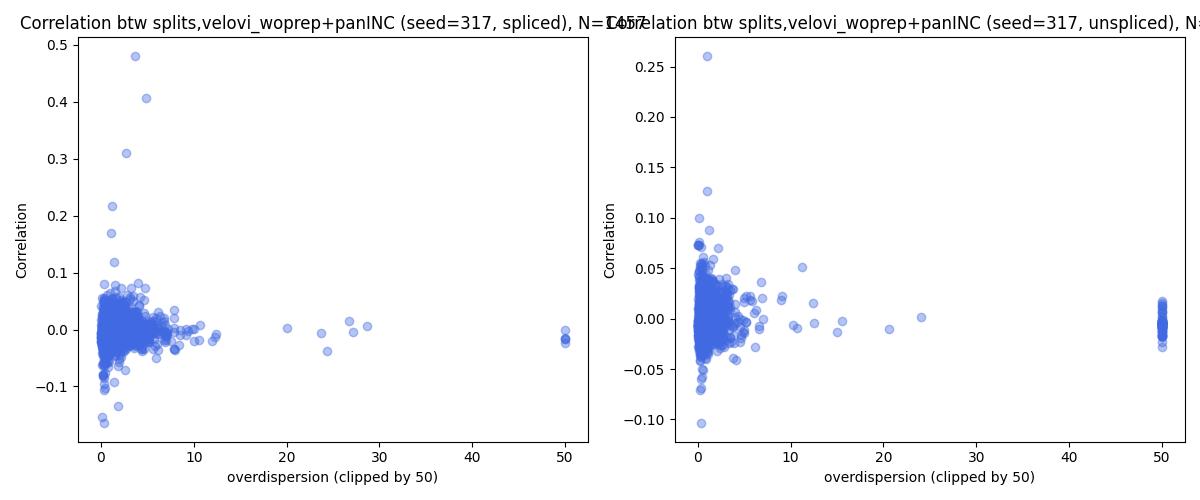 Correlation btw splits,velovi_woprep+panINC (seed=317, spliced), N=1457
Correlation btw splits,velovi_woprep+panINC (seed=317, unspliced), N=
0.5
0.4
0.3
0.2
0.1
0.0
−0.1
Correlation
0 10 20 30 40 50
overdispersion (clipped by 50)
0.25
0.20
0.15
0.10
0.05
0.00
−0.05
−0.10
Correlation
0 10 20 30 40 50
overdispersion (clipped by 50)